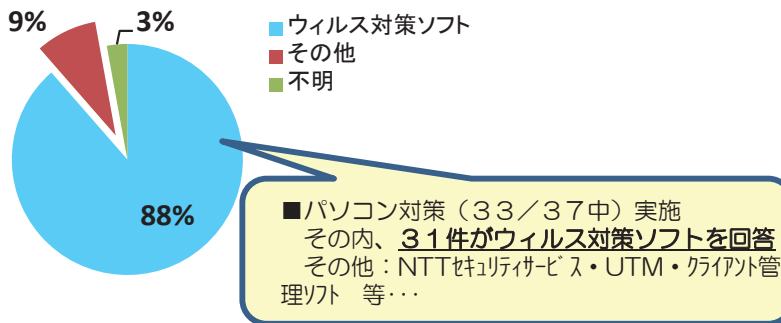 9%
3%
■ウィルス対策ソフト
■その他
■不明
88%
■パソコン対策（３３／３７中）実施
その内、３１件がウィルス対策ソフトを回答
その他：ＮＴＴｾｷｭﾘﾃｨｻｰﾋﾞｽ・ＵＴＭ・ｸﾗｲｱﾝﾄ管
理ｿﾌﾄ　等･･･